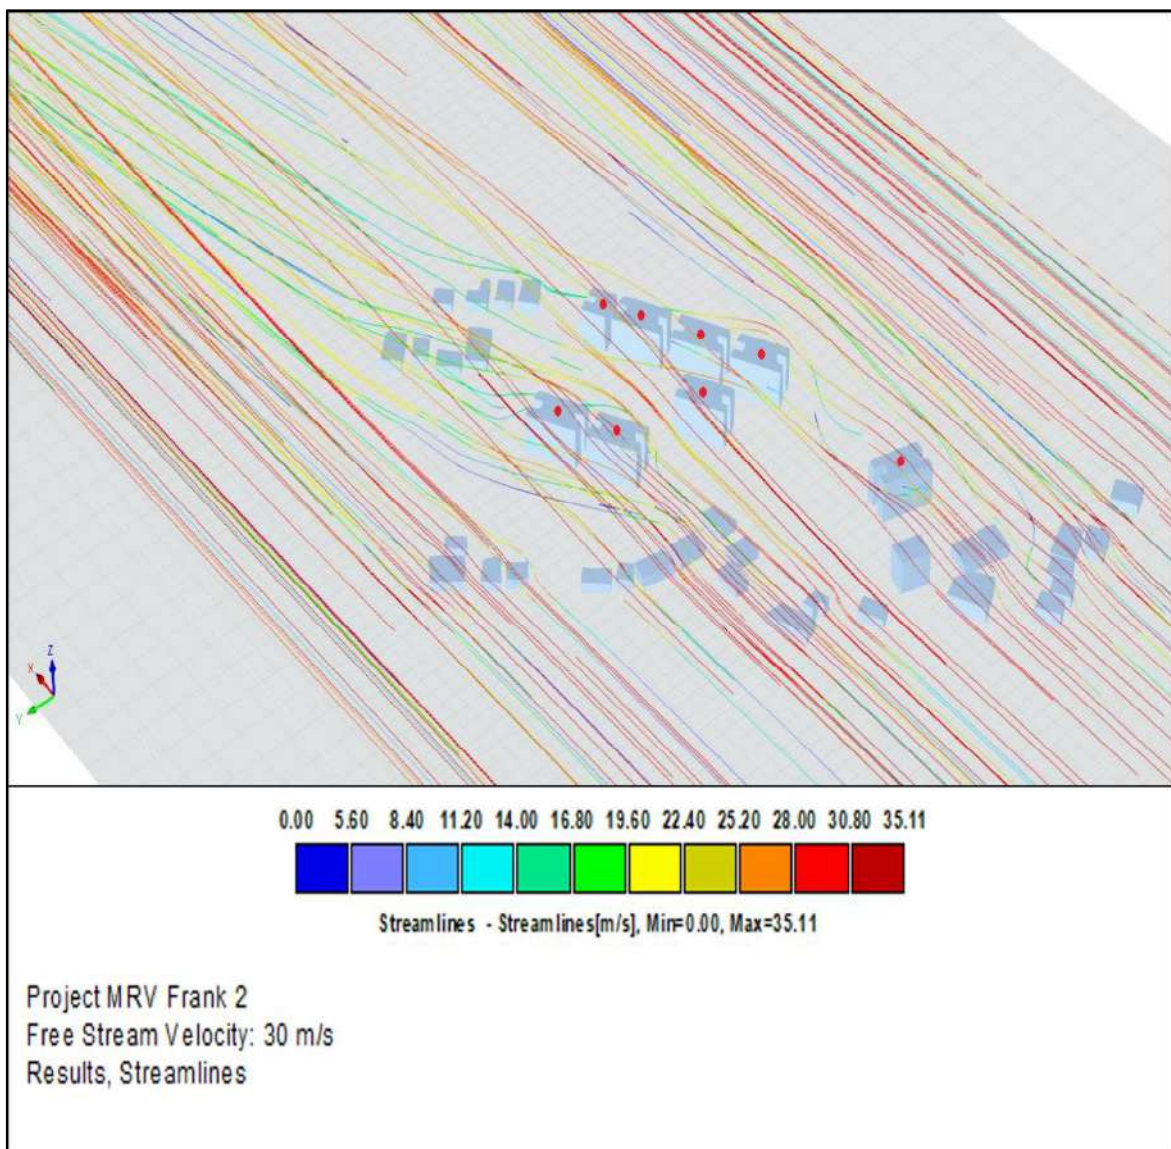 Z
X
Y
0.00 5.60 8.40 11.20 14.00 16.80 19.60 22.40 25.20 28.00 30.80 35.11
Streamlines - Streamlines[m/s], Min=0.00, Max=35.11
Project MRV Frank 2
Free Stream Velocity: 30 m/s
Results, Streamlines